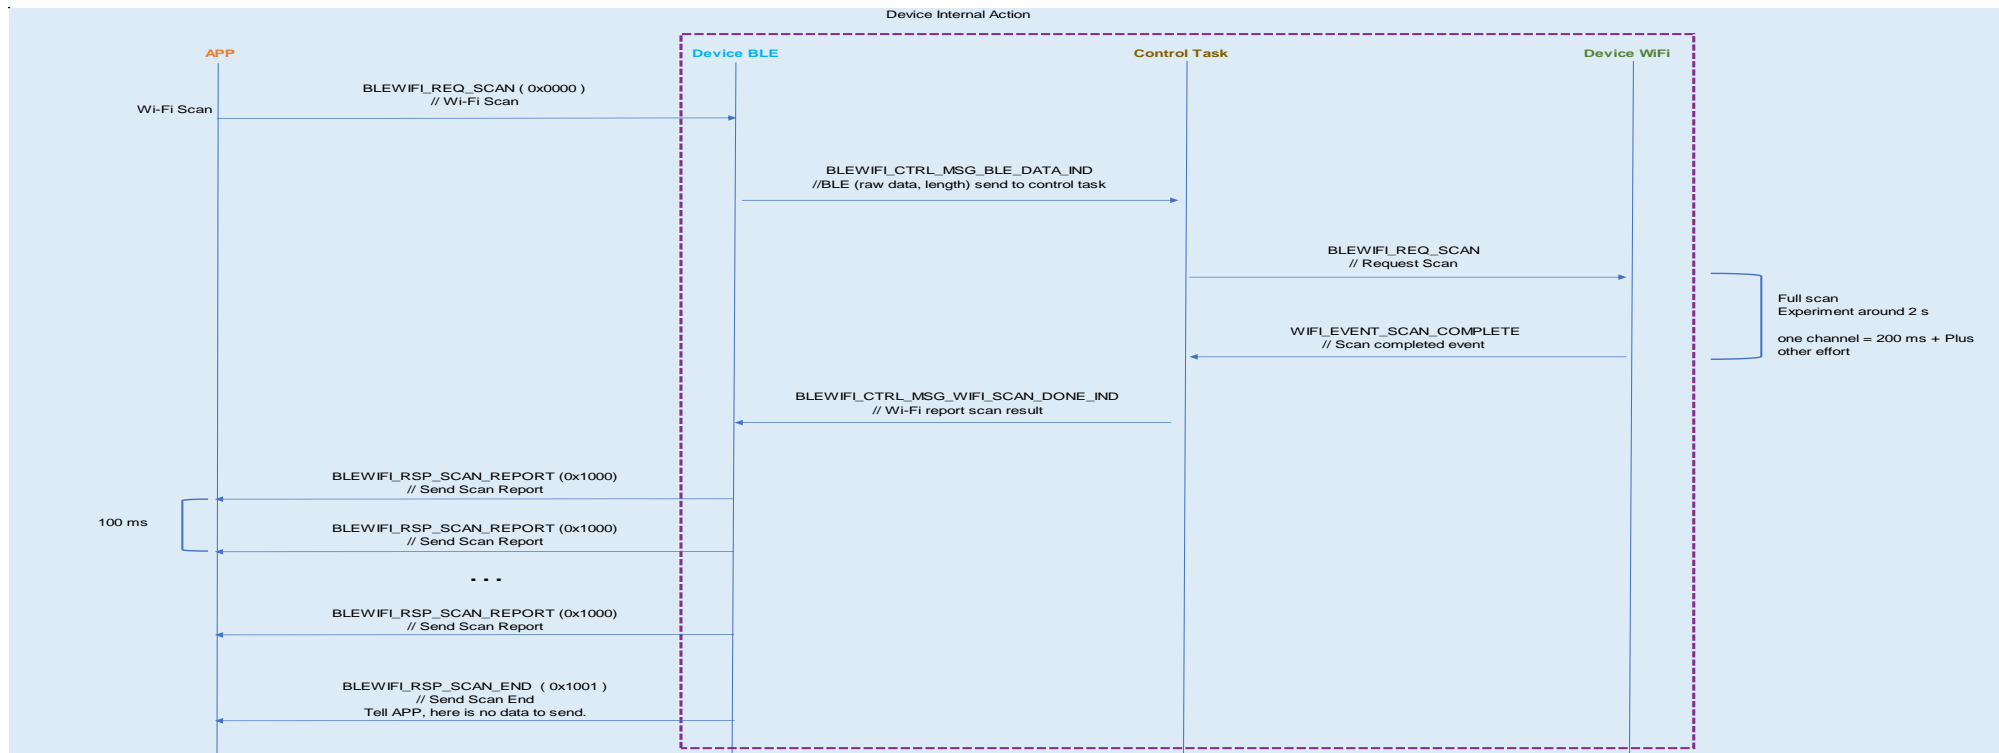 Device Internal Action
APP
Device BLE
Control Task
Device WiFi
BLEWIFI_REQ_SCAN ( 0x0000 )
// Wi-Fi Scan
Wi-Fi Scan
BLEWIFI_CTRL_MSG_BLE_DATA_IND
//BLE (raw data, length) send to control task
BLEWIFI_REQ_SCAN
// Request Scan
Full scan
Experiment around 2 s
one channel = 200 ms + Plus
other effort
WIFI_EVENT_SCAN_COMPLETE
// Scan completed event
BLEWIFI_CTRL_MSG_WIFI_SCAN_DONE_IND
// Wi-Fi report scan result
BLEWIFI_RSP_SCAN_REPORT (0x1000)
// Send Scan Report
100 ms
BLEWIFI_RSP_SCAN_REPORT (0x1000)
// Send Scan Report
. . .
BLEWIFI_RSP_SCAN_REPORT (0x1000)
// Send Scan Report
BLEWIFI_RSP_SCAN_END ( 0x1001 )
// Send Scan End
Tell APP, here is no data to send.